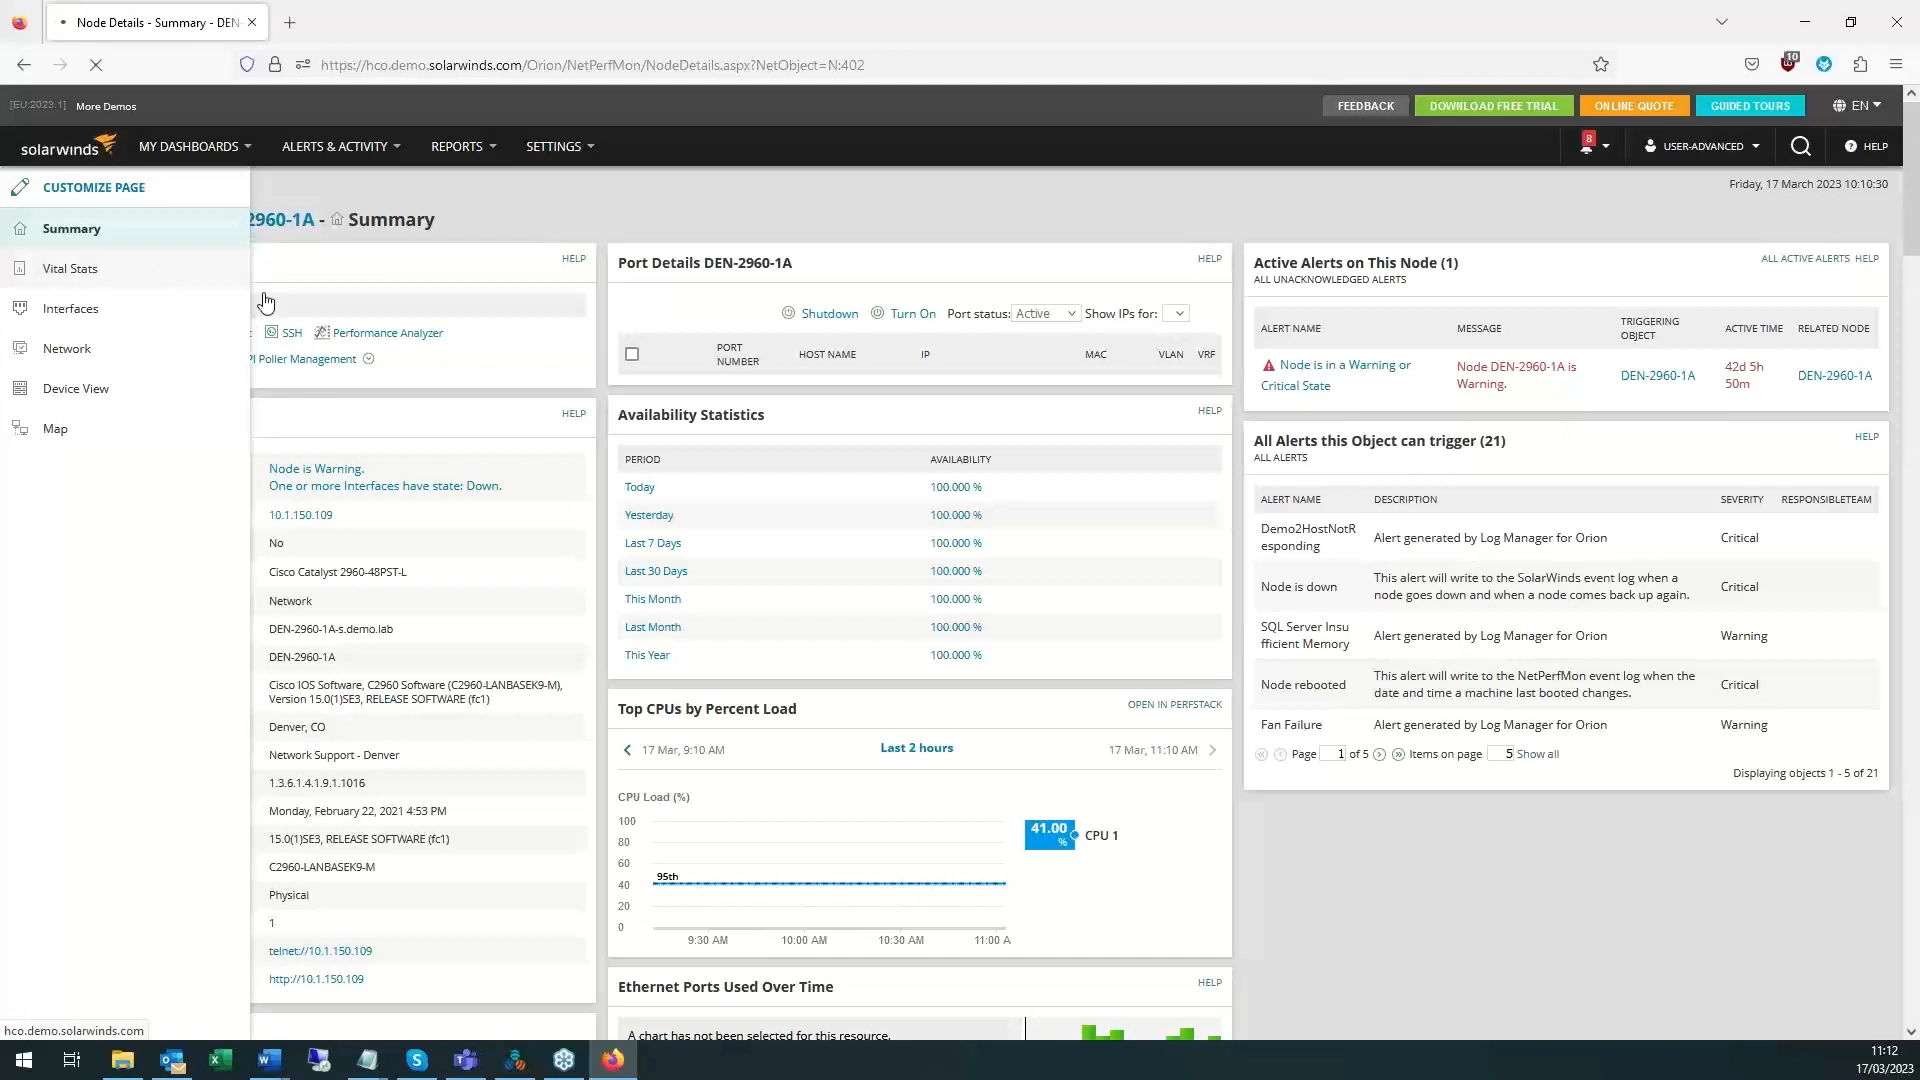 Node Details - Summary - DEN-
https://hco.demo.solarwinds.com/Orion/NetPerfMon/NodeDetails.aspx?NetObject=N:402
10
[EU:2023.1] More Demos
FEEDBACK
DOWNLOAD FREE TRIAL
ONLINE QUOTE
GUIDED TOURS
EN
solarwinds
MY DASHBOARDS
ALERTS & ACTIVITY
REPORTS
SETTINGS
8
USER-ADVANCED
HELP
CUSTOMIZE PAGE
Summary
Vital Stats
Interfaces
Network
Device View
Map
Friday, 17 March 2023 10:10:30
2960-1A - Summary
HELP
SSH Performance Analyzer
Poller Management
HELP
Node is Warning.
One or more Interfaces have state: Down.
10.1.150.109
No
Cisco Catalyst 2960-48PST-L
Network
DEN-2960-1A-s.demo.lab
DEN-2960-1A
Cisco IOS Software, C2960 Software (C2960-LANBASEK9-M),
Version 15.0(1)SE3, RELEASE SOFTWARE (fc1)
Denver, CO
Network Support - Denver
1.3.6.1.4.1.9.1.1016
Monday, February 22, 2021 4:53 PM
15.0(1)SE3, RELEASE SOFTWARE (fc1)
C2960-LANBASEK9-M
Physical
1
telnet://10.1.150.109
http://10.1.150.109
Port Details DEN-2960-1A
HELP
Shutdown Turn On Port status: Active Show IPs for:
PORT NUMBER HOST NAME IP MAC VLAN VRF
Availability Statistics
HELP
PERIOD AVAILABILITY
Today 100.000 %
Yesterday 100.000 %
Last 7 Days 100.000 %
Last 30 Days 100.000 %
This Month 100.000 %
Last Month 100.000 %
This Year 100.000 %
Top CPUs by Percent Load
OPEN IN PERFSTACK
17 Mar, 9:10 AM Last 2 hours 17 Mar, 11:10 AM
CPU Load (%)
100
80
60
40
20
0
95th
9:30 AM 10:00 AM 10:30 AM 11:00 A
41.00 % CPU 1
Ethernet Ports Used Over Time
HELP
A chart has not been selected for this resource.
Active Alerts on This Node (1)
ALL UNACKNOWLEDGED ALERTS
ALL ACTIVE ALERTS HELP
ALERT NAME MESSAGE TRIGGERING OBJECT ACTIVE TIME RELATED NODE
Node is in a Warning or Critical State
Node DEN-2960-1A is Warning.
DEN-2960-1A
42d 5h 50m
DEN-2960-1A
All Alerts this Object can trigger (21)
ALL ALERTS
HELP
ALERT NAME DESCRIPTION SEVERITY RESPONSIBLETEAM
Demo2HostNotResponding Alert generated by Log Manager for Orion Critical
Node is down This alert will write to the SolarWinds event log when a node goes down and when a node comes back up again. Critical
SQL Server Insufficient Memory Alert generated by Log Manager for Orion Warning
Node rebooted This alert will write to the NetPerfMon event log when the date and time a machine last booted changes. Critical
Fan Failure Alert generated by Log Manager for Orion Warning
Page 1 of 5 Items on page 5 Show all
Displaying objects 1 - 5 of 21
hco.demo.solarwinds.com
11:12
17/03/2023